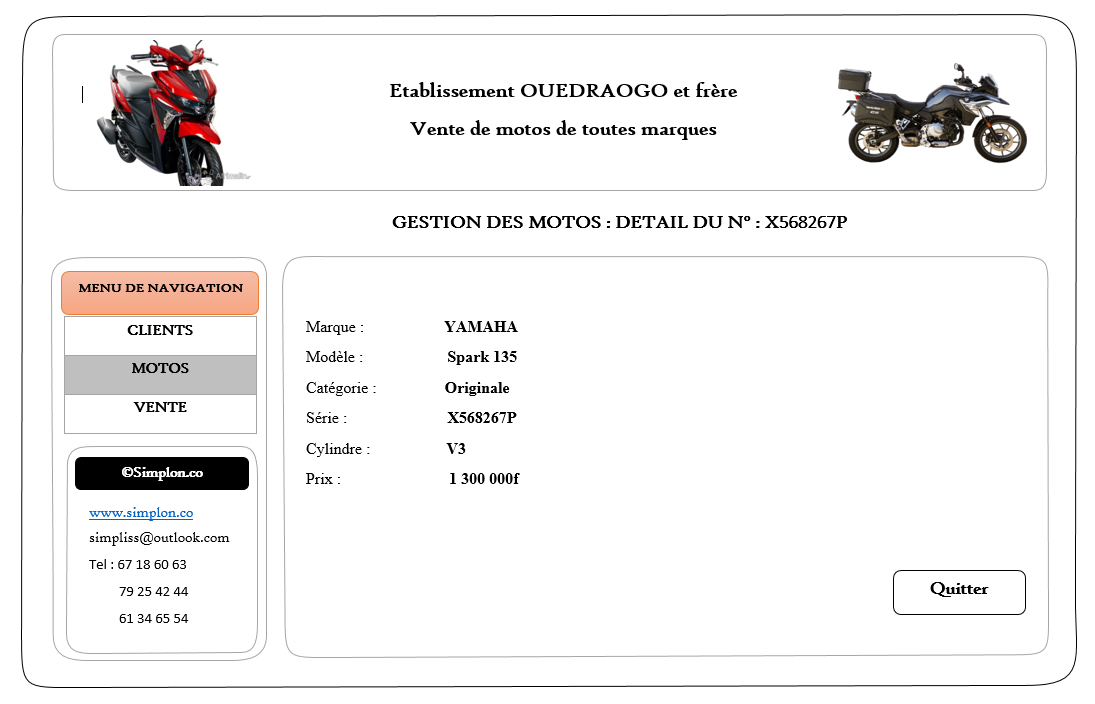 Etablissement OUEDRAOGO et frère
Vente de motos de toutes marques
GESTION DES MOTOS : DETAIL DU N° : X568267P
MENU DE NAVIGATION
CLIENTS
MOTOS
VENTE
©Simplon.co
www.simplon.co
simpliss@outlook.com
Tel : 67 18 60 63
79 25 42 44
61 34 65 54
Marque : YAMAHA
Modèle : Spark 135
Catégorie : Originale
Série : X568267P
Cylindre : V3
Prix : 1 300 000f
Quitter